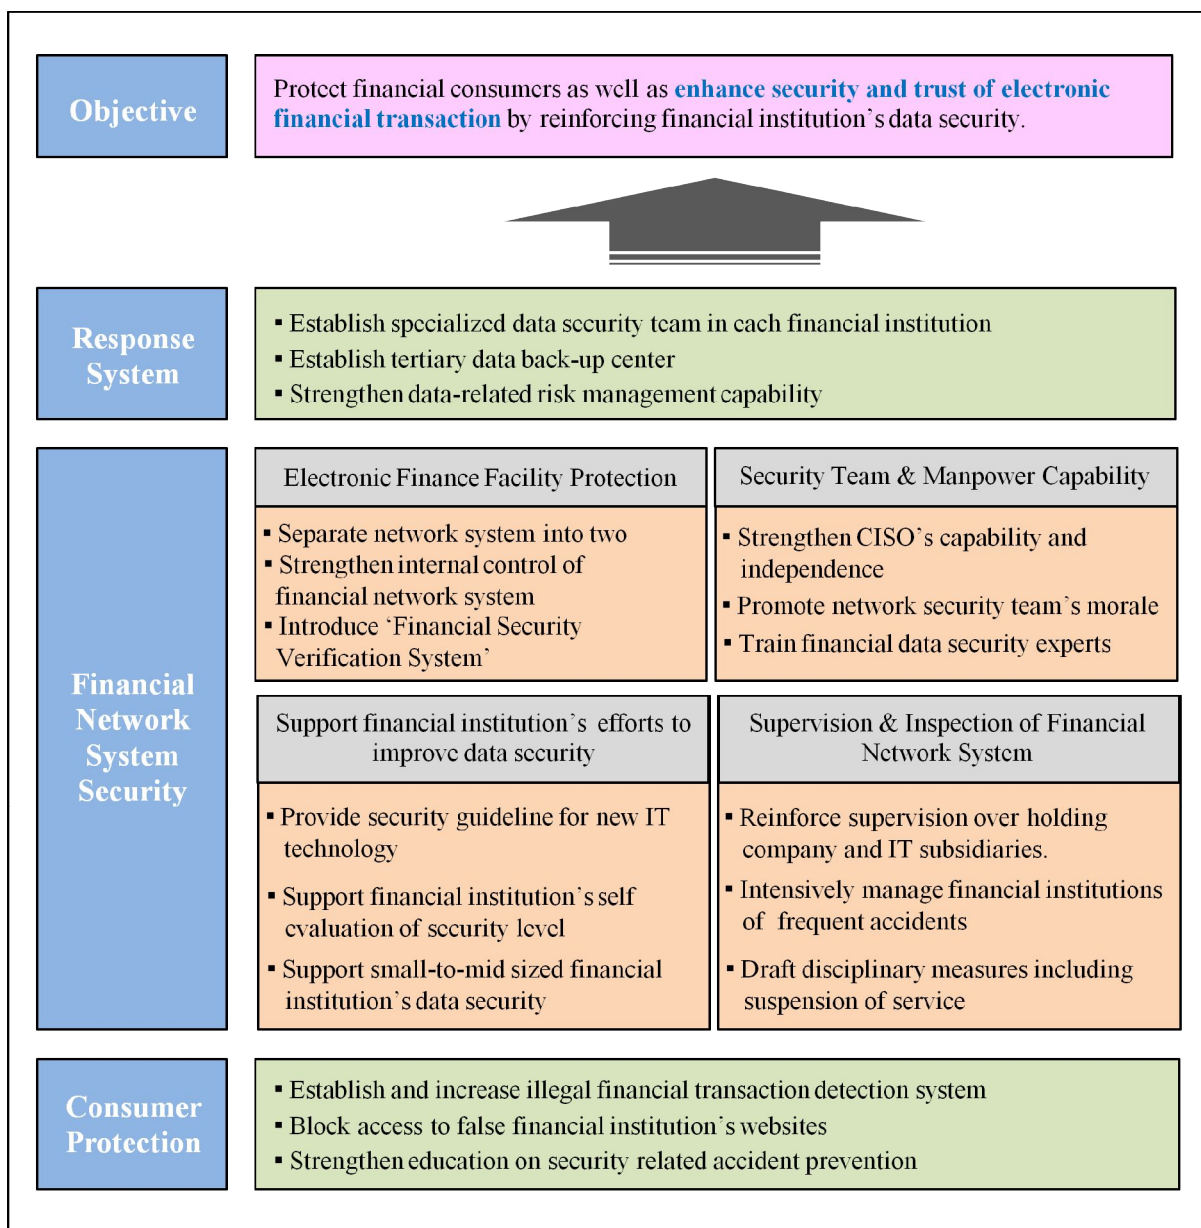 Objective
Protect financial consumers as well as enhance security and trust of electronic
financial transaction by reinforcing financial institution's data security.
Response
System
▪ Establish specialized data security team in each financial institution
▪ Establish tertiary data back-up center
▪ Strengthen data-related risk management capability
Financial
Network
System
Security
Electronic Finance Facility Protection
▪ Separate network system into two
▪ Strengthen internal control of
financial network system
▪ Introduce ‘Financial Security
Verification System’
Security Team & Manpower Capability
▪ Strengthen CISO's capability and
independence
▪ Promote network security team's morale
▪ Train financial data security experts
Support financial institution's efforts to
improve data security
▪ Provide security guideline for new IT
technology
▪ Support financial institution's self
evaluation of security level
▪ Support small-to-mid sized financial
institution's data security
Supervision & Inspection of Financial
Network System
▪ Reinforce supervision over holding
company and IT subsidiaries.
▪ Intensively manage financial institutions
of frequent accidents
▪ Draft disciplinary measures including
suspension of service
Consumer
Protection
▪ Establish and increase illegal financial transaction detection system
▪ Block access to false financial institution's websites
▪ Strengthen education on security related accident prevention